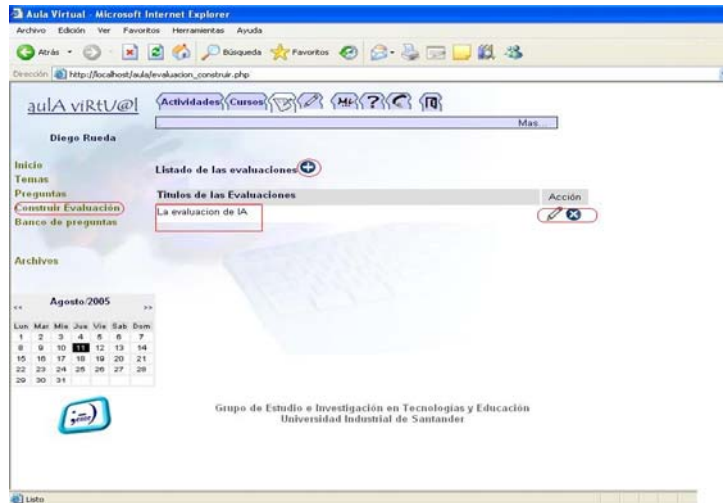 Aula Virtual - Microsoft Internet Explorer
Archivo Edición Ver Favoritos Herramientas Ayuda
Atrás Búsqueda Favoritos
Dirección http://localhost/aula/evaluacion_construir.php
aulA viRtU@l
Actividades Cursos M± ?
Mas...
Diego Rueda
Inicio
Temas
Preguntas
Construir Evaluación
Banco de preguntas
Archivos
Listado de las evaluaciones
Titulos de las Evaluaciones Acción
La evaluacion de IA
<< Agosto/2005 >>
Lun Mar Mie Jue Vie Sab Dom
1 2 3 4 5 6 7
8 9 10 11 12 13 14
15 16 17 18 19 20 21
22 23 24 25 26 27 28
29 30 31
Grupo de Estudio e Investigación en Tecnologías y Educación
Universidad Industrial de Santander
Listo